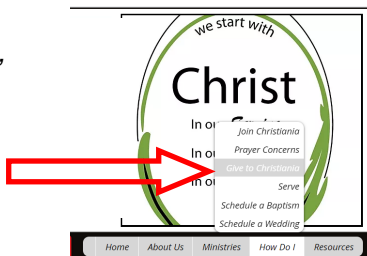 we start with
,
Christ
In ou
Join Christiania
In ou
Prayer Concerns
Give to Christiania
In ou
Serve
Schedule a Baptism
Schedule a Wedding
Home About Us Ministries How Do I Resources